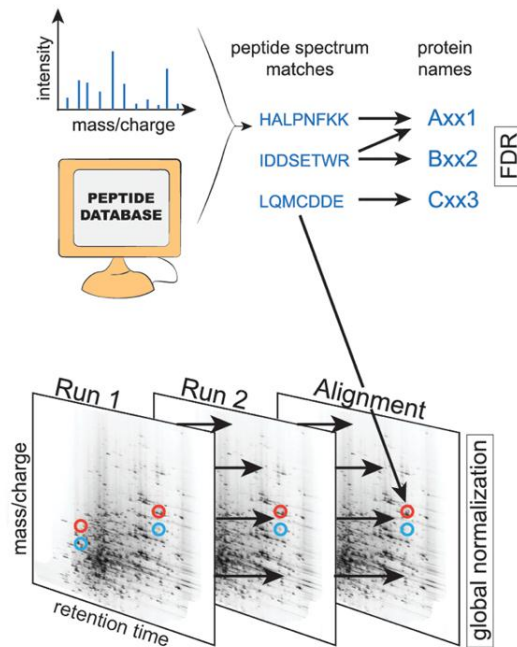 intensity
mass/charge
PEPTIDE
DATABASE
peptide spectrum
matches
protein
names
HALPNFKK
Axx1
IDDSETWR
Bxx2
LQMCDDE
Cxx3
FDR
Run 1
Run 2
Alignment
mass/charge
retention time
global normalization